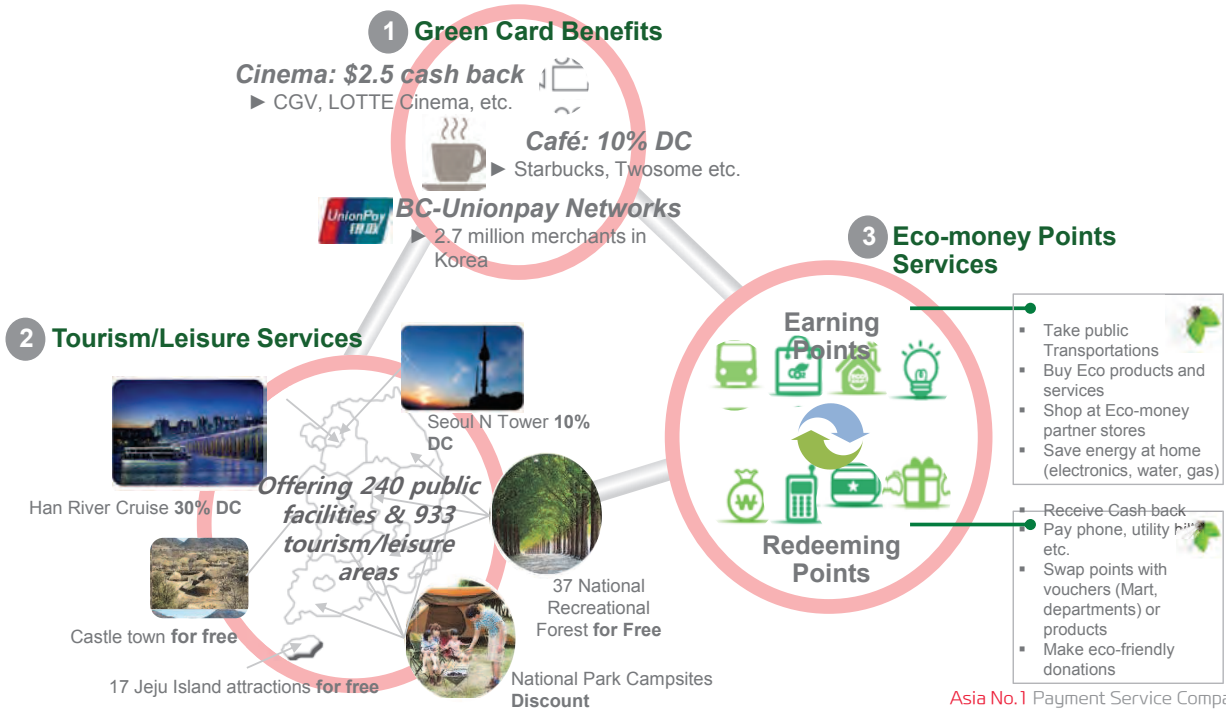 1 Green Card Benefits
Cinema: $2.5 cash back
► CGV, LOTTE Cinema, etc.
Café: 10% DC
► Starbucks, Twosome etc.
UnionPay
银联
BC-Unionpay Networks
► 2.7 million merchants in
Korea
2 Tourism/Leisure Services
Seoul N Tower 10%
DC
Han River Cruise 30% DC
Offering 240 public
facilities & 933
tourism/leisure
areas
Castle town for free
37 National
Recreational
Forest for Free
17 Jeju Island attractions for free
National Park Campsites
Discount
3 Eco-money Points
Services
Earning
Points
₩
Redeeming
Points
▪ Take public
Transportations
▪ Buy Eco products and
services
▪ Shop at Eco-money
partner stores
▪ Save energy at home
(electronics, water, gas)
▪ Receive Cash back
▪ Pay phone, utility
etc.
▪ Swap points with
vouchers (Mart,
departments) or
products
▪ Make eco-friendly
donations
Asia No.1 Payment Service Compa